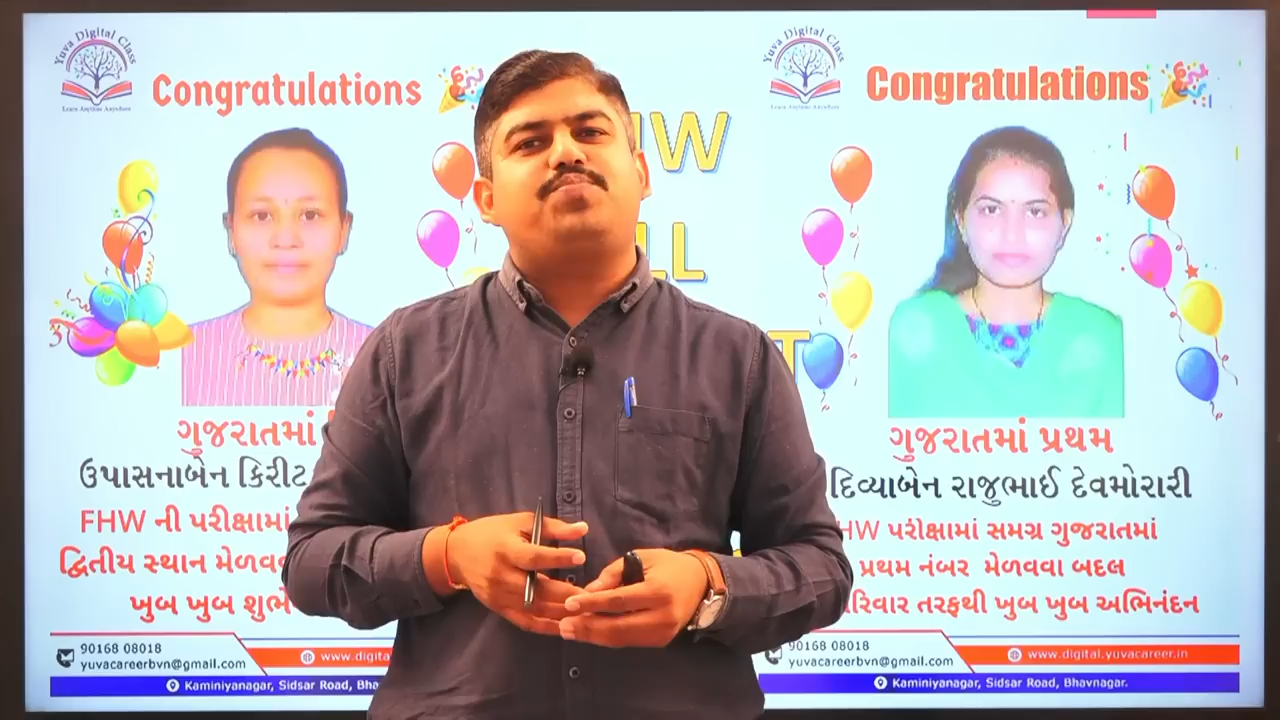 Yuva Digital Class
Learn Anytime Anywhere
Congratulations
ગુજરાતમાં
ઉપાસનાબેન કિરીટ
FHW ની પરીક્ષામાં
દ્વિતીય સ્થાન
ખુબ ખુબ
90168 08018
yuvacareerbvn@gmail.com
www.digital
Kaminiyanagar, Sidsar Road,
HW
LL
T
Yuva Digital Class
Learn Anytime Anywhere
Congratulations
ગુજરાતમાં પ્રથમ
દિવ્યાબેન રાજુભાઈ દેવમોરારી
HW પરીક્ષામાં સમગ્ર ગુજરાતમાં
પ્રથમ નંબર મેળવવા બદલ
રિવાર તરફથી ખુબ ખુબ અભિનંદન
90168 08018
yuvacareerbvn@gmail.com
www.digital.yuvacareer.in
Kaminiyanagar, Sidsar Road, Bhavnagar.